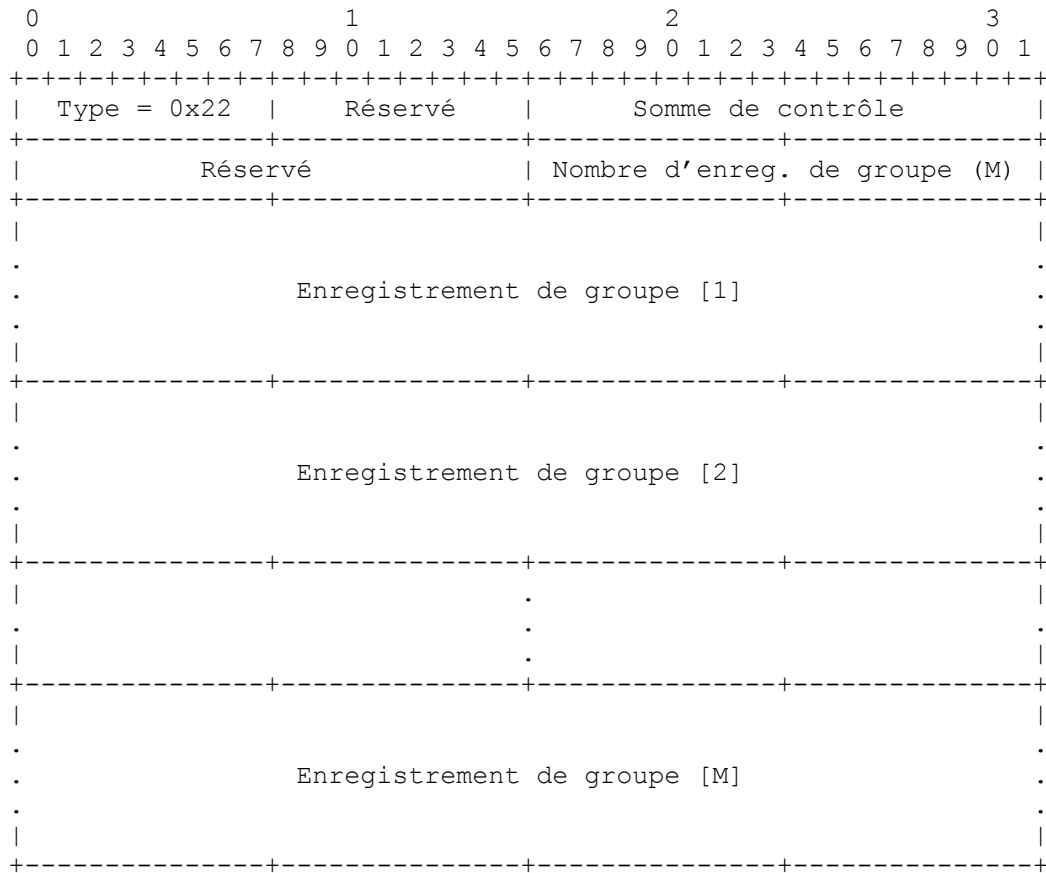 0                   1                   2                   3
 0 1 2 3 4 5 6 7 8 9 0 1 2 3 4 5 6 7 8 9 0 1 2 3 4 5 6 7 8 9 0 1
+-+-+-+-+-+-+-+-+-+-+-+-+-+-+-+-+-+-+-+-+-+-+-+-+-+-+-+-+-+-+-+-+
|  Type = 0x22  |    Réservé    |      Somme de contrôle        |
+---------------+---------------+---------------+---------------+
|           Réservé             | Nombre d’enreg. de groupe (M) |
+---------------+---------------+---------------+---------------+
|                                                               |
.                                                               .
.                 Enregistrement de groupe [1]                  .
.                                                               .
|                                                               |
+---------------+---------------+---------------+---------------+
|                                                               |
.                                                               .
.                 Enregistrement de groupe [2]                  .
.                                                               .
|                                                               |
+---------------+---------------+---------------+---------------+
|                               .                               |
.                               .                               .
|                               .                               |
+---------------+---------------+---------------+---------------+
|                                                               |
.                                                               .
.                 Enregistrement de groupe [M]                  .
.                                                               .
|                                                               |
+---------------+---------------+---------------+---------------+